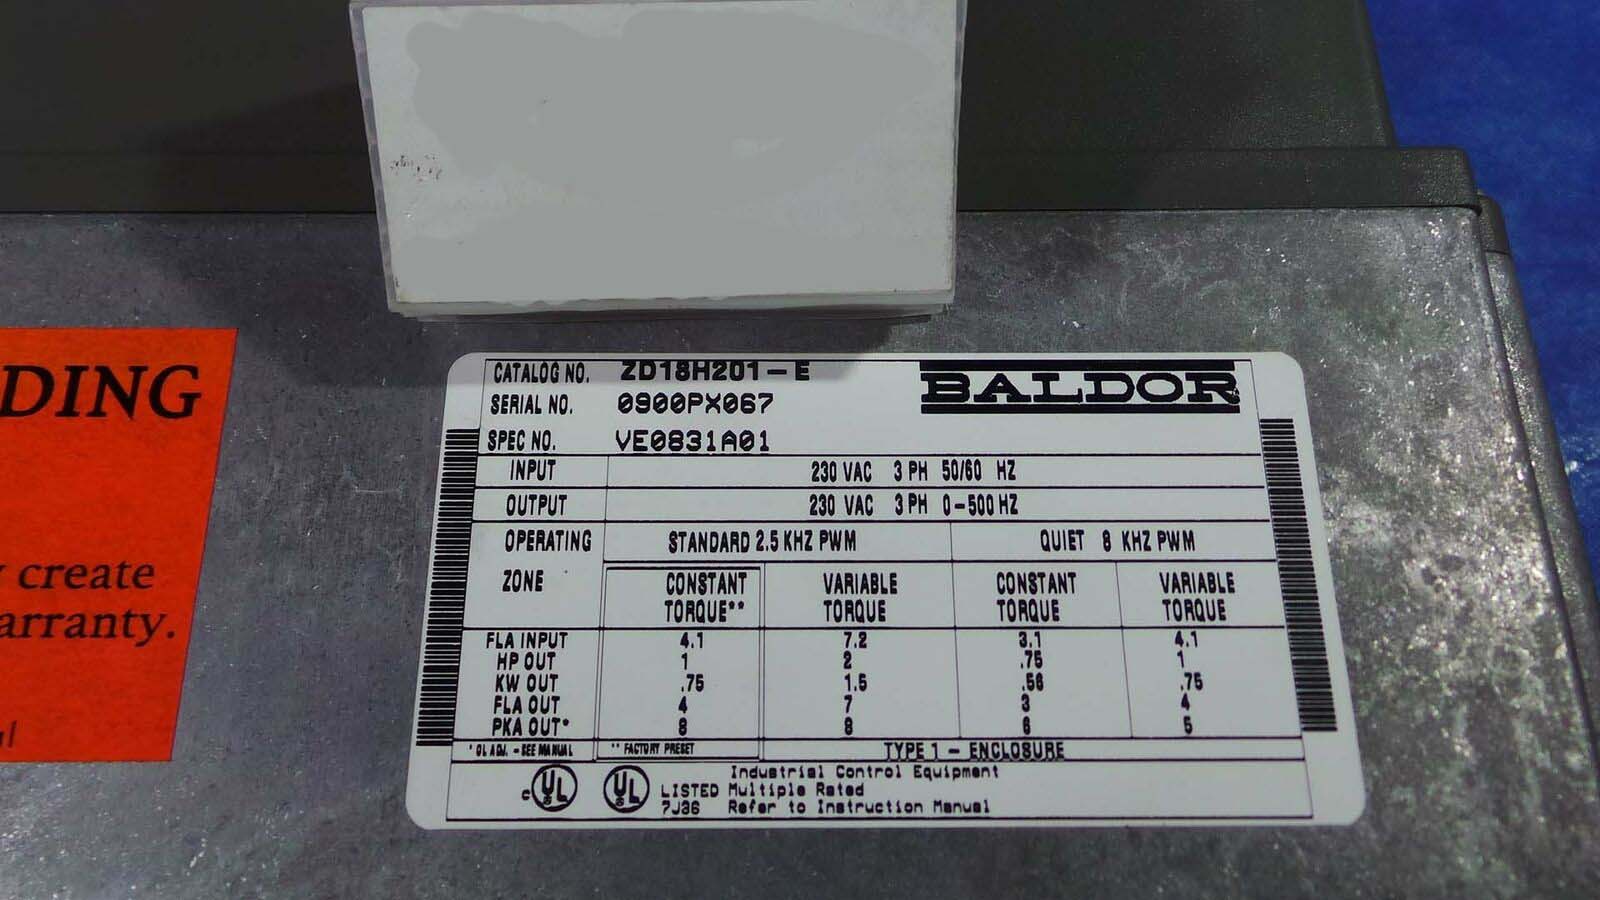 DING
create
arranty.
CATALOG NO. ZD18H201-E
BALDOR
SERIAL NO. 0900PX067
SPEC NO. VE0831A01
INPUT 230 VAC 3 PH 50/60 HZ
OUTPUT 230 VAC 3 PH 0-500 HZ
OPERATING STANDARD 2.5 KHZ PWM QUIET 8 KHZ PWM
ZONE CONSTANT VARIABLE CONSTANT VARIABLE
TORQUE** TORQUE TORQUE TORQUE
FLA INPUT 4.1 7.2 3.1 4.1
HP OUT 1 2 .75 1
KW OUT .75 1.5 .56 .75
FLA OUT 4 7 3 4
PKA OUT* 8 8 6 5
* OL ADJ. - SEE MANUAL ** FACTORY PRESET TYPE 1 - ENCLOSURE
c UL UL LISTED 7J36
Industrial Control Equipment
Multiple Rated
Refer to Instruction Manual